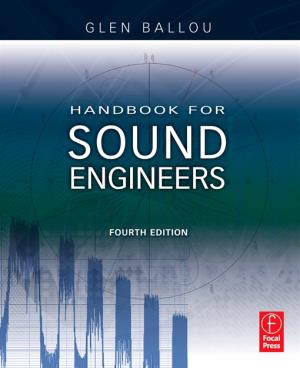 GLEN BALLOU
HANDBOOK FOR
SOUND
ENGINEERS
FOURTH EDITION
Focal
Press